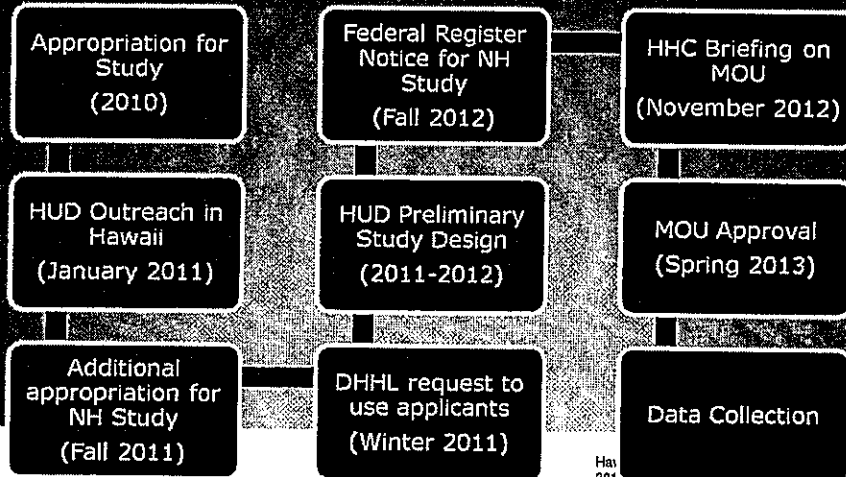 Appropriation for
Study
(2010)
HUD Outreach in
Hawaii
(January 2011)
Additional
appropriation for
NH Study
(Fall 2011)
DHHL request to
use applicants
(Winter 2011)
HUD Preliminary
Study Design
(2011-2012)
Federal Register
Notice for NH
Study
(Fall 2012)
HHC Briefing on
MOU
(November 2012)
MOU Approval
(Spring 2013)
Data Collection